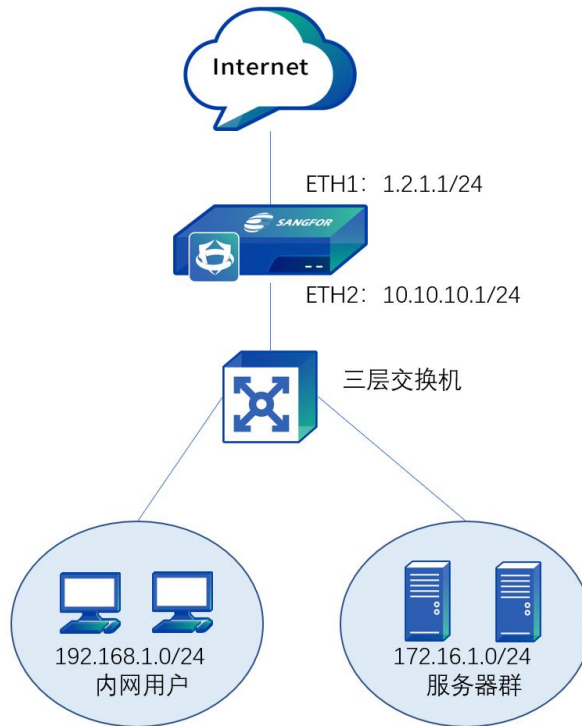 Internet
ETH1： 1.2.1.1/24
SANGFOR
ETH2： 10.10.10.1/24
三层交换机
192.168.1.0/24
内网用户
172.16.1.0/24
服务器群